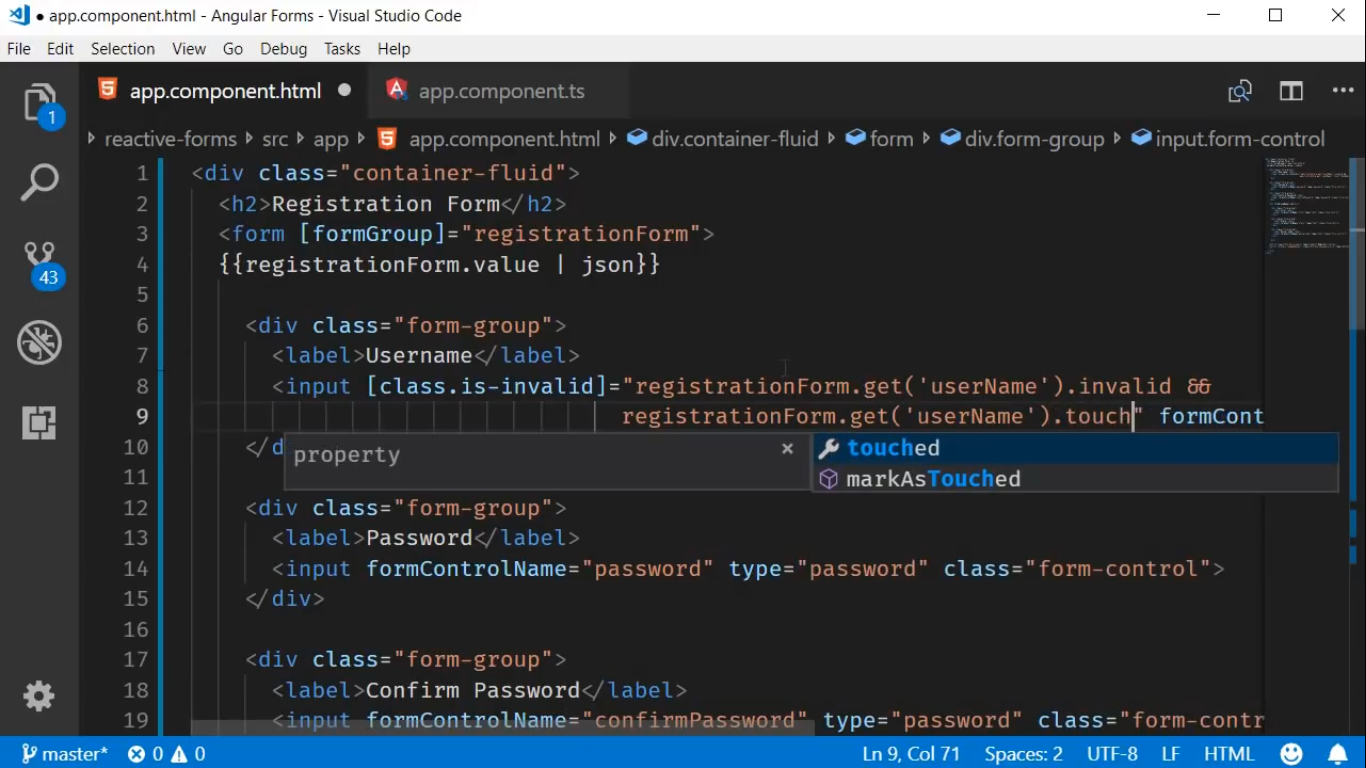 ● app.component.html - Angular Forms - Visual Studio Code
File Edit Selection View Go Debug Tasks Help
1
app.component.html ● app.component.ts
reactive-forms src app app.component.html div.container-fluid form div.form-group input.form-control
43
1 <div class="container-fluid">
2 <h2>Registration Form</h2>
3 <form [formGroup]="registrationForm">
4 {{registrationForm.value | json}}
5
6 <div class="form-group">
7 <label>Username</label>
8 <input [class.is-invalid]="registrationForm.get('userName').invalid &&
9 registrationForm.get('userName').touch" formCont
10 </d
property ×
touched
markAsTouched
11
12 <div class="form-group">
13 <label>Password</label>
14 <input formControlName="password" type="password" class="form-control">
15 </div>
16
17 <div class="form-group">
18 <label>Confirm Password</label>
19 <input formControlName="confirmPassword" type="password" class="form-contr
master* 0 0 Ln 9, Col 71 Spaces: 2 UTF-8 LF HTML